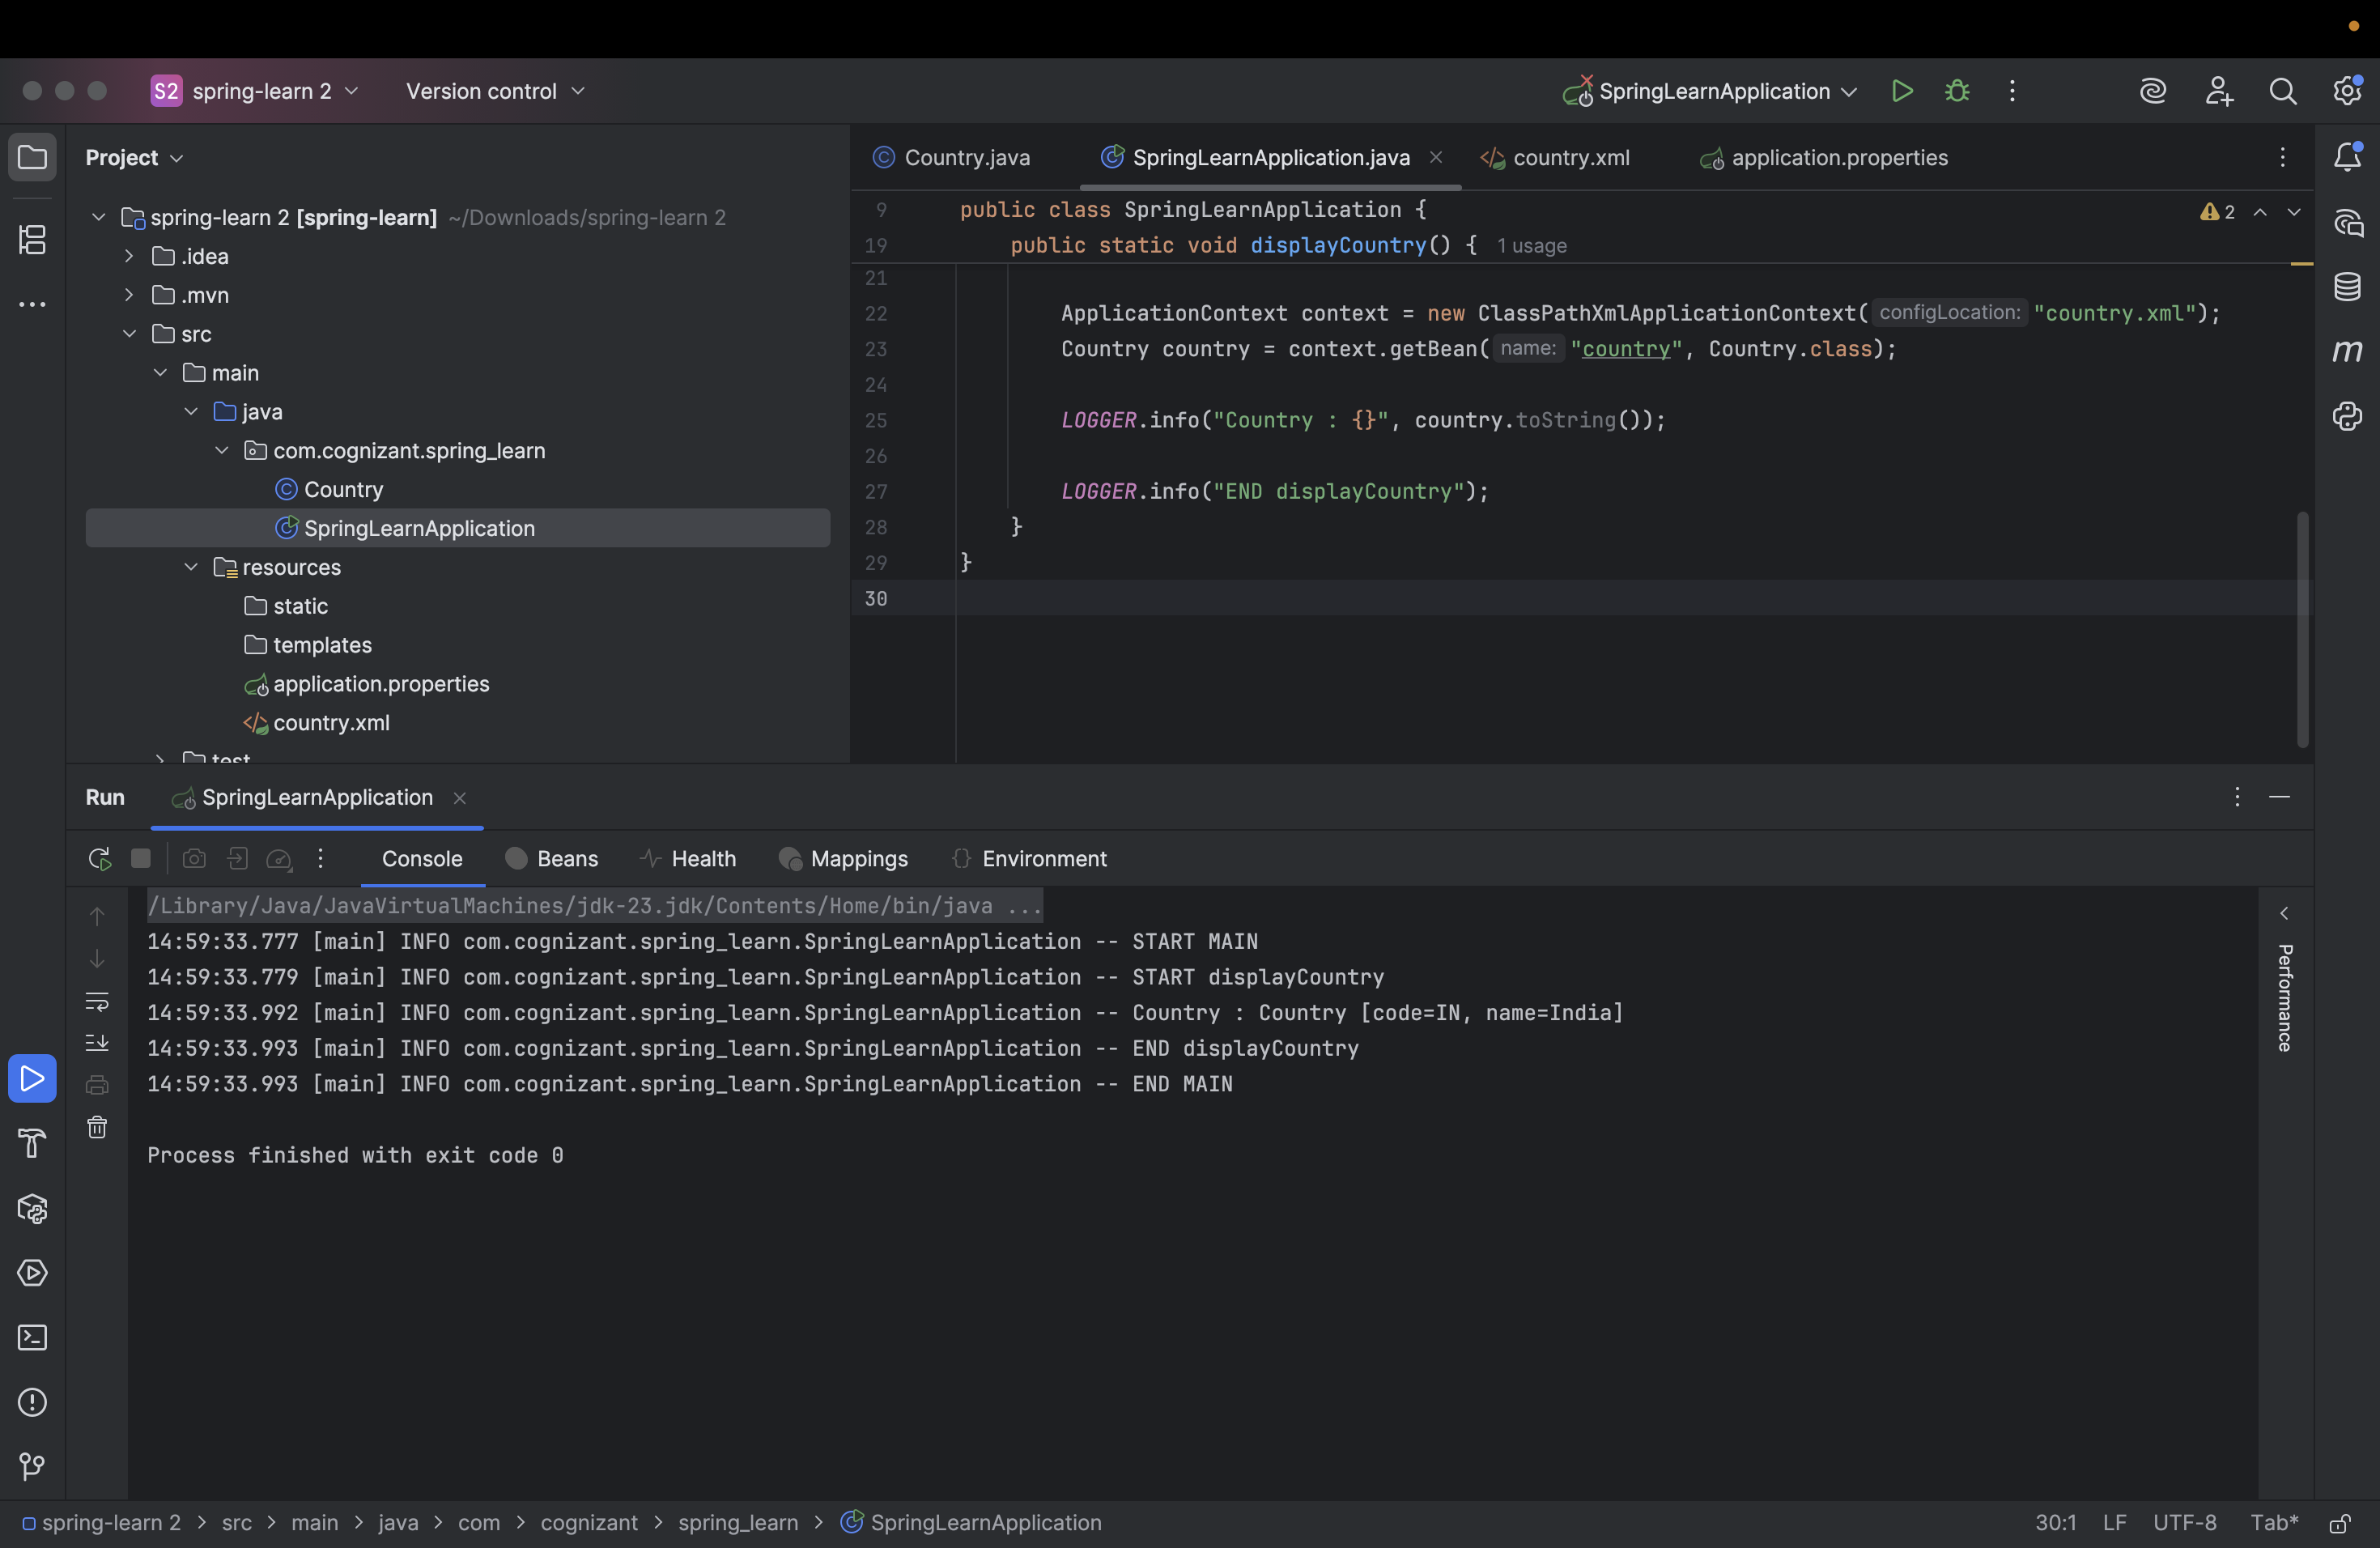 S2 spring-learn 2 Version control SpringLearnApplication
Project
spring-learn 2 [spring-learn] ~/Downloads/spring-learn 2
.idea
.mvn
src
main
java
com.cognizant.spring_learn
Country
SpringLearnApplication
resources
static
templates
application.properties
country.xml
test
Country.java SpringLearnApplication.java country.xml application.properties
9 public class SpringLearnApplication { 2
19 public static void displayCountry() { 1 usage
21
22 ApplicationContext context = new ClassPathXmlApplicationContext( configLocation: "country.xml");
23 Country country = context.getBean( name: "country", Country.class);
24
25 LOGGER.info("Country : {}", country.toString());
26
27 LOGGER.info("END displayCountry");
28 }
29 }
30
m
Run SpringLearnApplication
Console Beans Health Mappings Environment
/Library/Java/JavaVirtualMachines/jdk-23.jdk/Contents/Home/bin/java ...
14:59:33.777 [main] INFO com.cognizant.spring_learn.SpringLearnApplication -- START MAIN
14:59:33.779 [main] INFO com.cognizant.spring_learn.SpringLearnApplication -- START displayCountry
14:59:33.992 [main] INFO com.cognizant.spring_learn.SpringLearnApplication -- Country : Country [code=IN, name=India]
14:59:33.993 [main] INFO com.cognizant.spring_learn.SpringLearnApplication -- END displayCountry
14:59:33.993 [main] INFO com.cognizant.spring_learn.SpringLearnApplication -- END MAIN
Process finished with exit code 0
Performance
spring-learn 2 > src > main > java > com > cognizant > spring_learn > SpringLearnApplication 30:1 LF UTF-8 Tab*